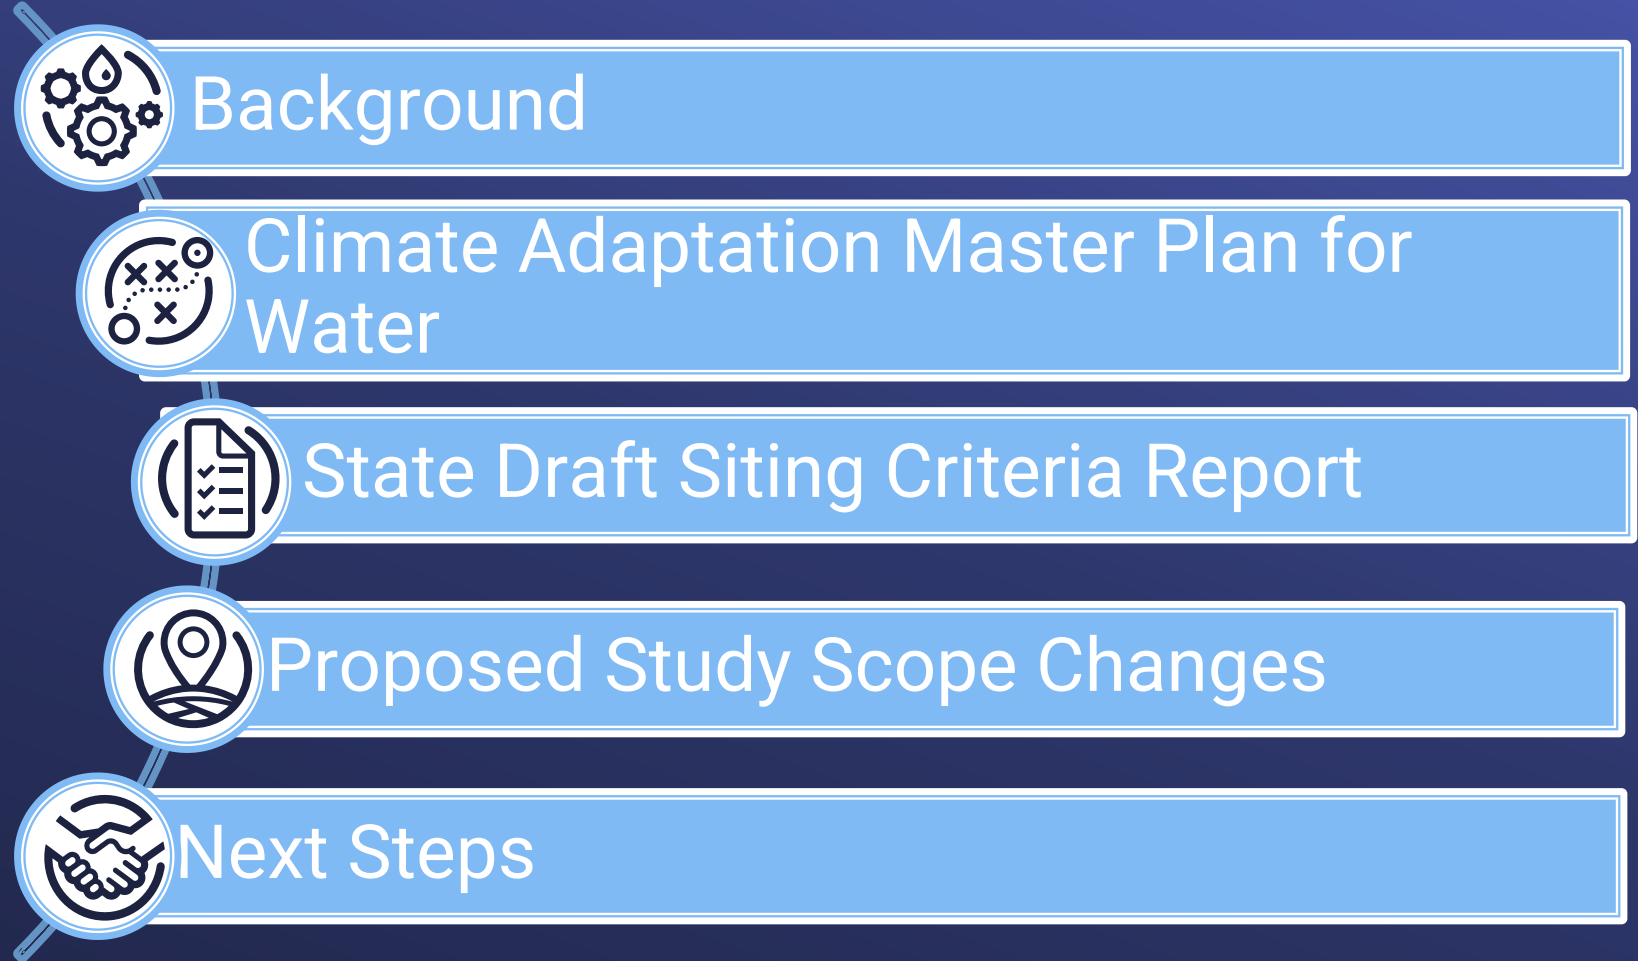 Background
Climate Adaptation Master Plan for
Water
State Draft Siting Criteria Report
Proposed Study Scope Changes
Next Steps